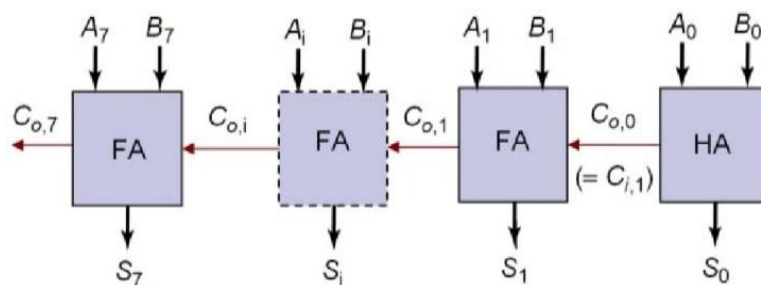 A₇ B₇ Aᵢ Bᵢ A₁ B₁ A₀ B₀
Cₒ,₇ Cₒ,ᵢ Cₒ,₁ Cₒ,₀
FA FA FA HA
(= Cᵢ,₁)
S₇ Sᵢ S₁ S₀